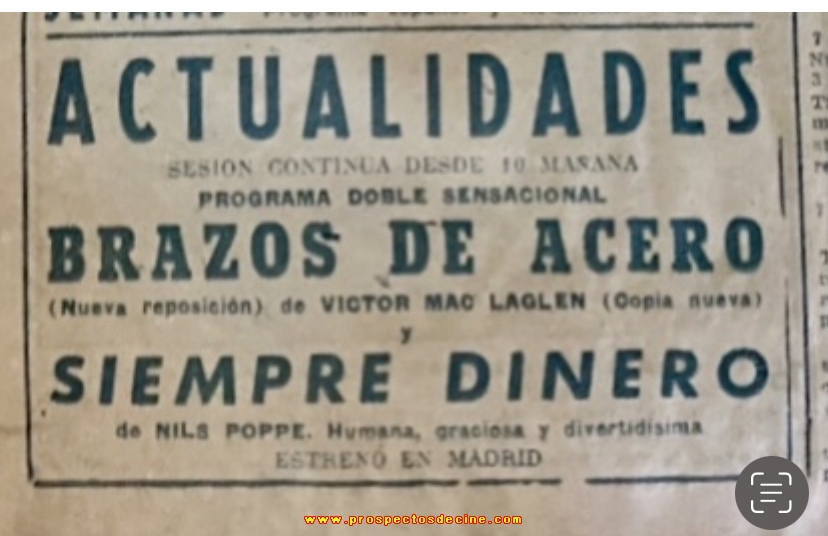 ACTUALIDADES
SESION CONTINUA DESDE 10 MAÑANA
PROGRAMA DOBLE SENSACIONAL
BRAZOS DE ACERO
(Nueva reposición) de VICTOR MAC LAGLEN (Copia nueva)
y
SIEMPRE DINERO
de NILS POPPE. Humana, graciosa y divertidísima
ESTRENO EN MADRID
www.prospectosdecine.com